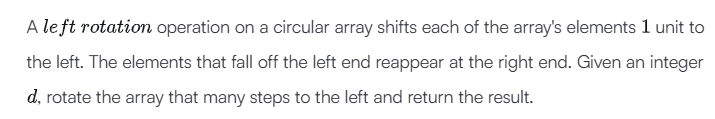 A left rotation operation on a circular array shifts each of the array's elements 1 unit to
the left. The elements that fall off the left end reappear at the right end. Given an integer
d, rotate the array that many steps to the left and return the result.